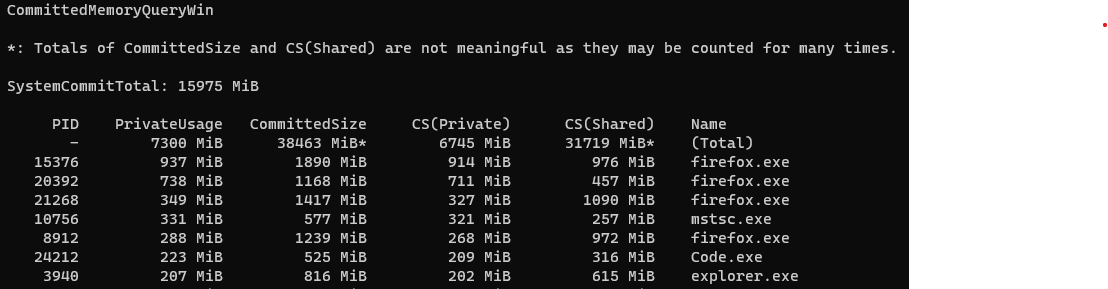 CommittedMemoryQueryWin
*: Totals of CommittedSize and CS(Shared) are not meaningful as they may be counted for many times.
SystemCommitTotal: 15975 MiB
PID PrivateUsage CommittedSize CS(Private) CS(Shared) Name
- 7300 MiB 38463 MiB* 6745 MiB 31719 MiB* (Total)
15376 937 MiB 1890 MiB 914 MiB 976 MiB firefox.exe
20392 738 MiB 1168 MiB 711 MiB 457 MiB firefox.exe
21268 349 MiB 1417 MiB 327 MiB 1090 MiB firefox.exe
10756 331 MiB 577 MiB 321 MiB 257 MiB mstsc.exe
8912 288 MiB 1239 MiB 268 MiB 972 MiB firefox.exe
24212 223 MiB 525 MiB 209 MiB 316 MiB Code.exe
3940 207 MiB 816 MiB 202 MiB 615 MiB explorer.exe